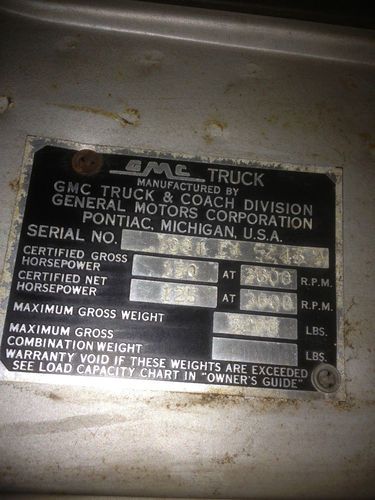 GMC TRUCK
MANUFACTURED BY
GMC TRUCK & COACH DIVISION
GENERAL MOTORS CORPORATION
PONTIAC, MICHIGAN, U.S.A.
SERIAL NO.
CERTIFIED GROSS
HORSEPOWER AT R.P.M.
CERTIFIED NET
HORSEPOWER 125 AT R.P.M.
MAXIMUM GROSS WEIGHT LBS.
MAXIMUM GROSS
COMBINATION WEIGHT LBS.
WARRANTY VOID IF THESE WEIGHTS ARE EXCEEDED
SEE LOAD CAPACITY CHART IN "OWNER'S GUIDE"